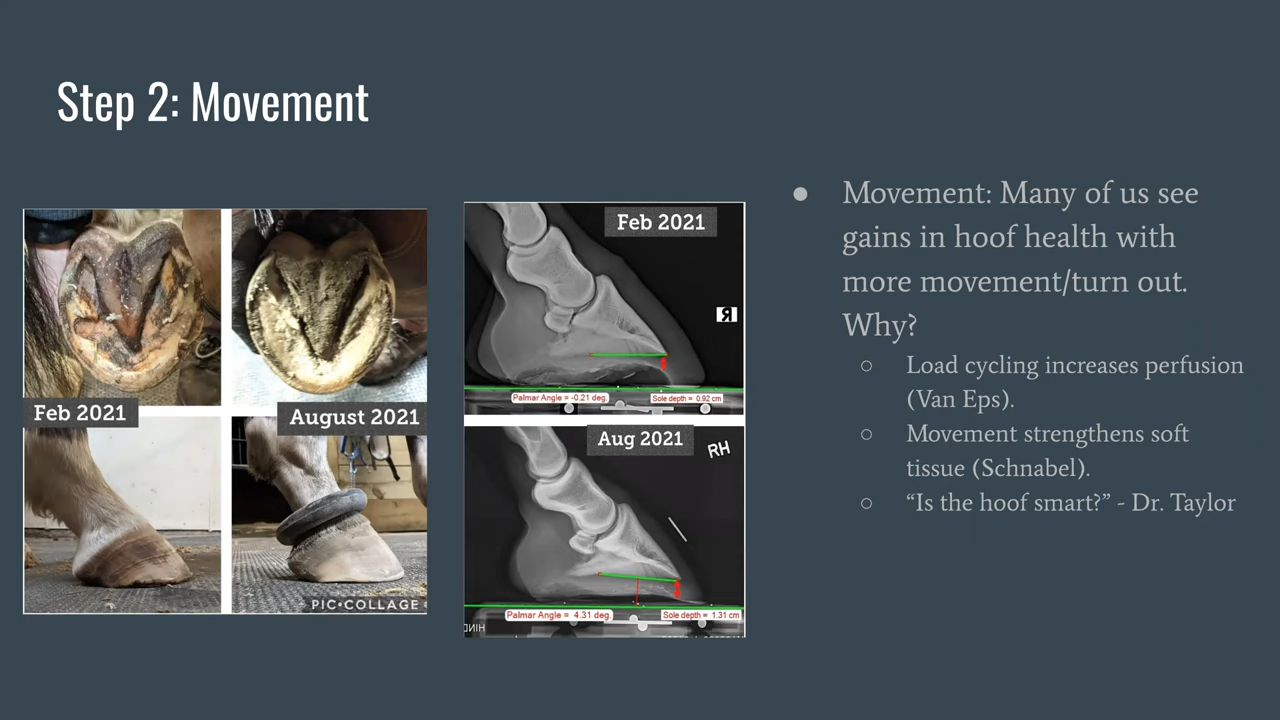 Step 2: Movement
Feb 2021
August 2021
PIC•COLLAGE
Feb 2021
R
Palmar Angle = -0.21 deg.
Sole depth = 0.92 cm
Aug 2021
RH
Palmar Angle = 4.31 deg.
Sole depth = 1.31 cm
● Movement: Many of us see
gains in hoof health with
more movement/turn out.
Why?
○ Load cycling increases perfusion
(Van Eps).
○ Movement strengthens soft
tissue (Schnabel).
○ “Is the hoof smart?” - Dr. Taylor